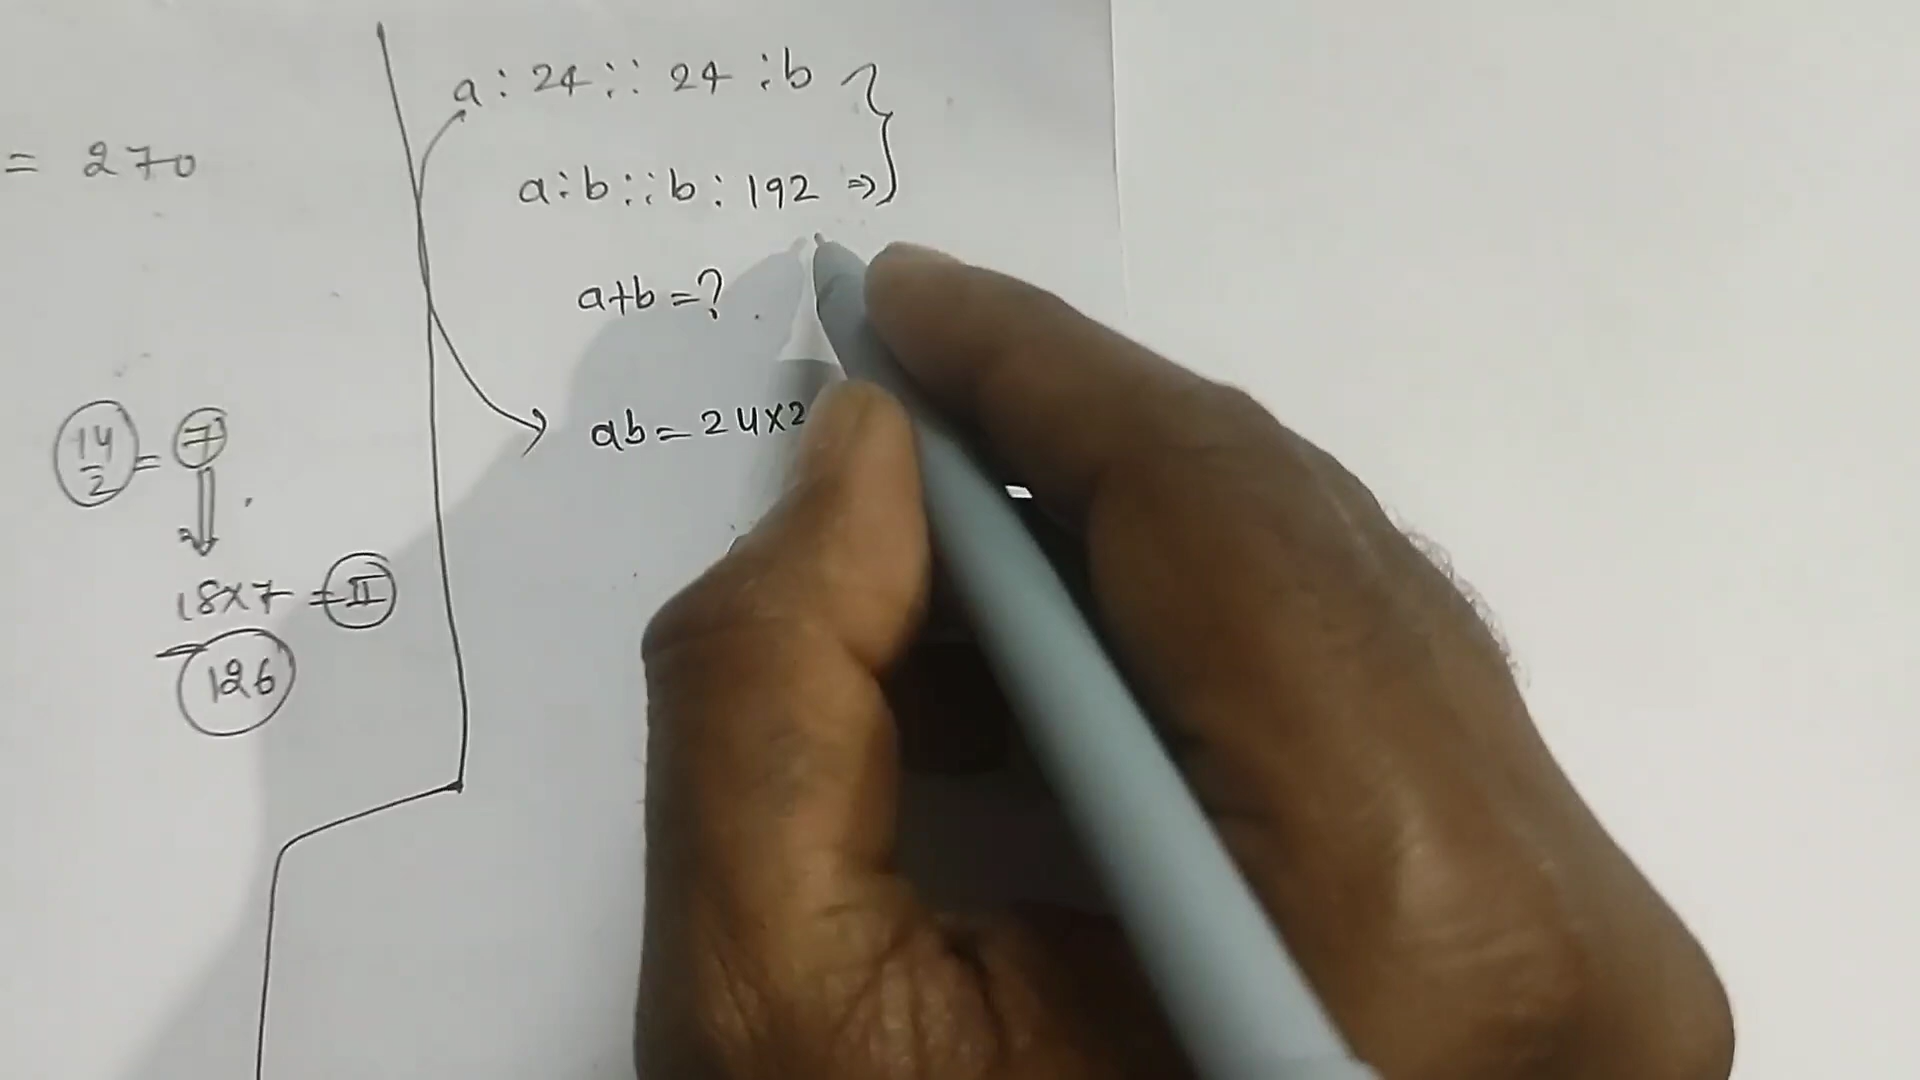 = 270
14/2 = 7
18×7 = II
126
a : 24 :: 24 : b
a : b :: b : 192 ⇒
a+b = ?
ab = 24×2